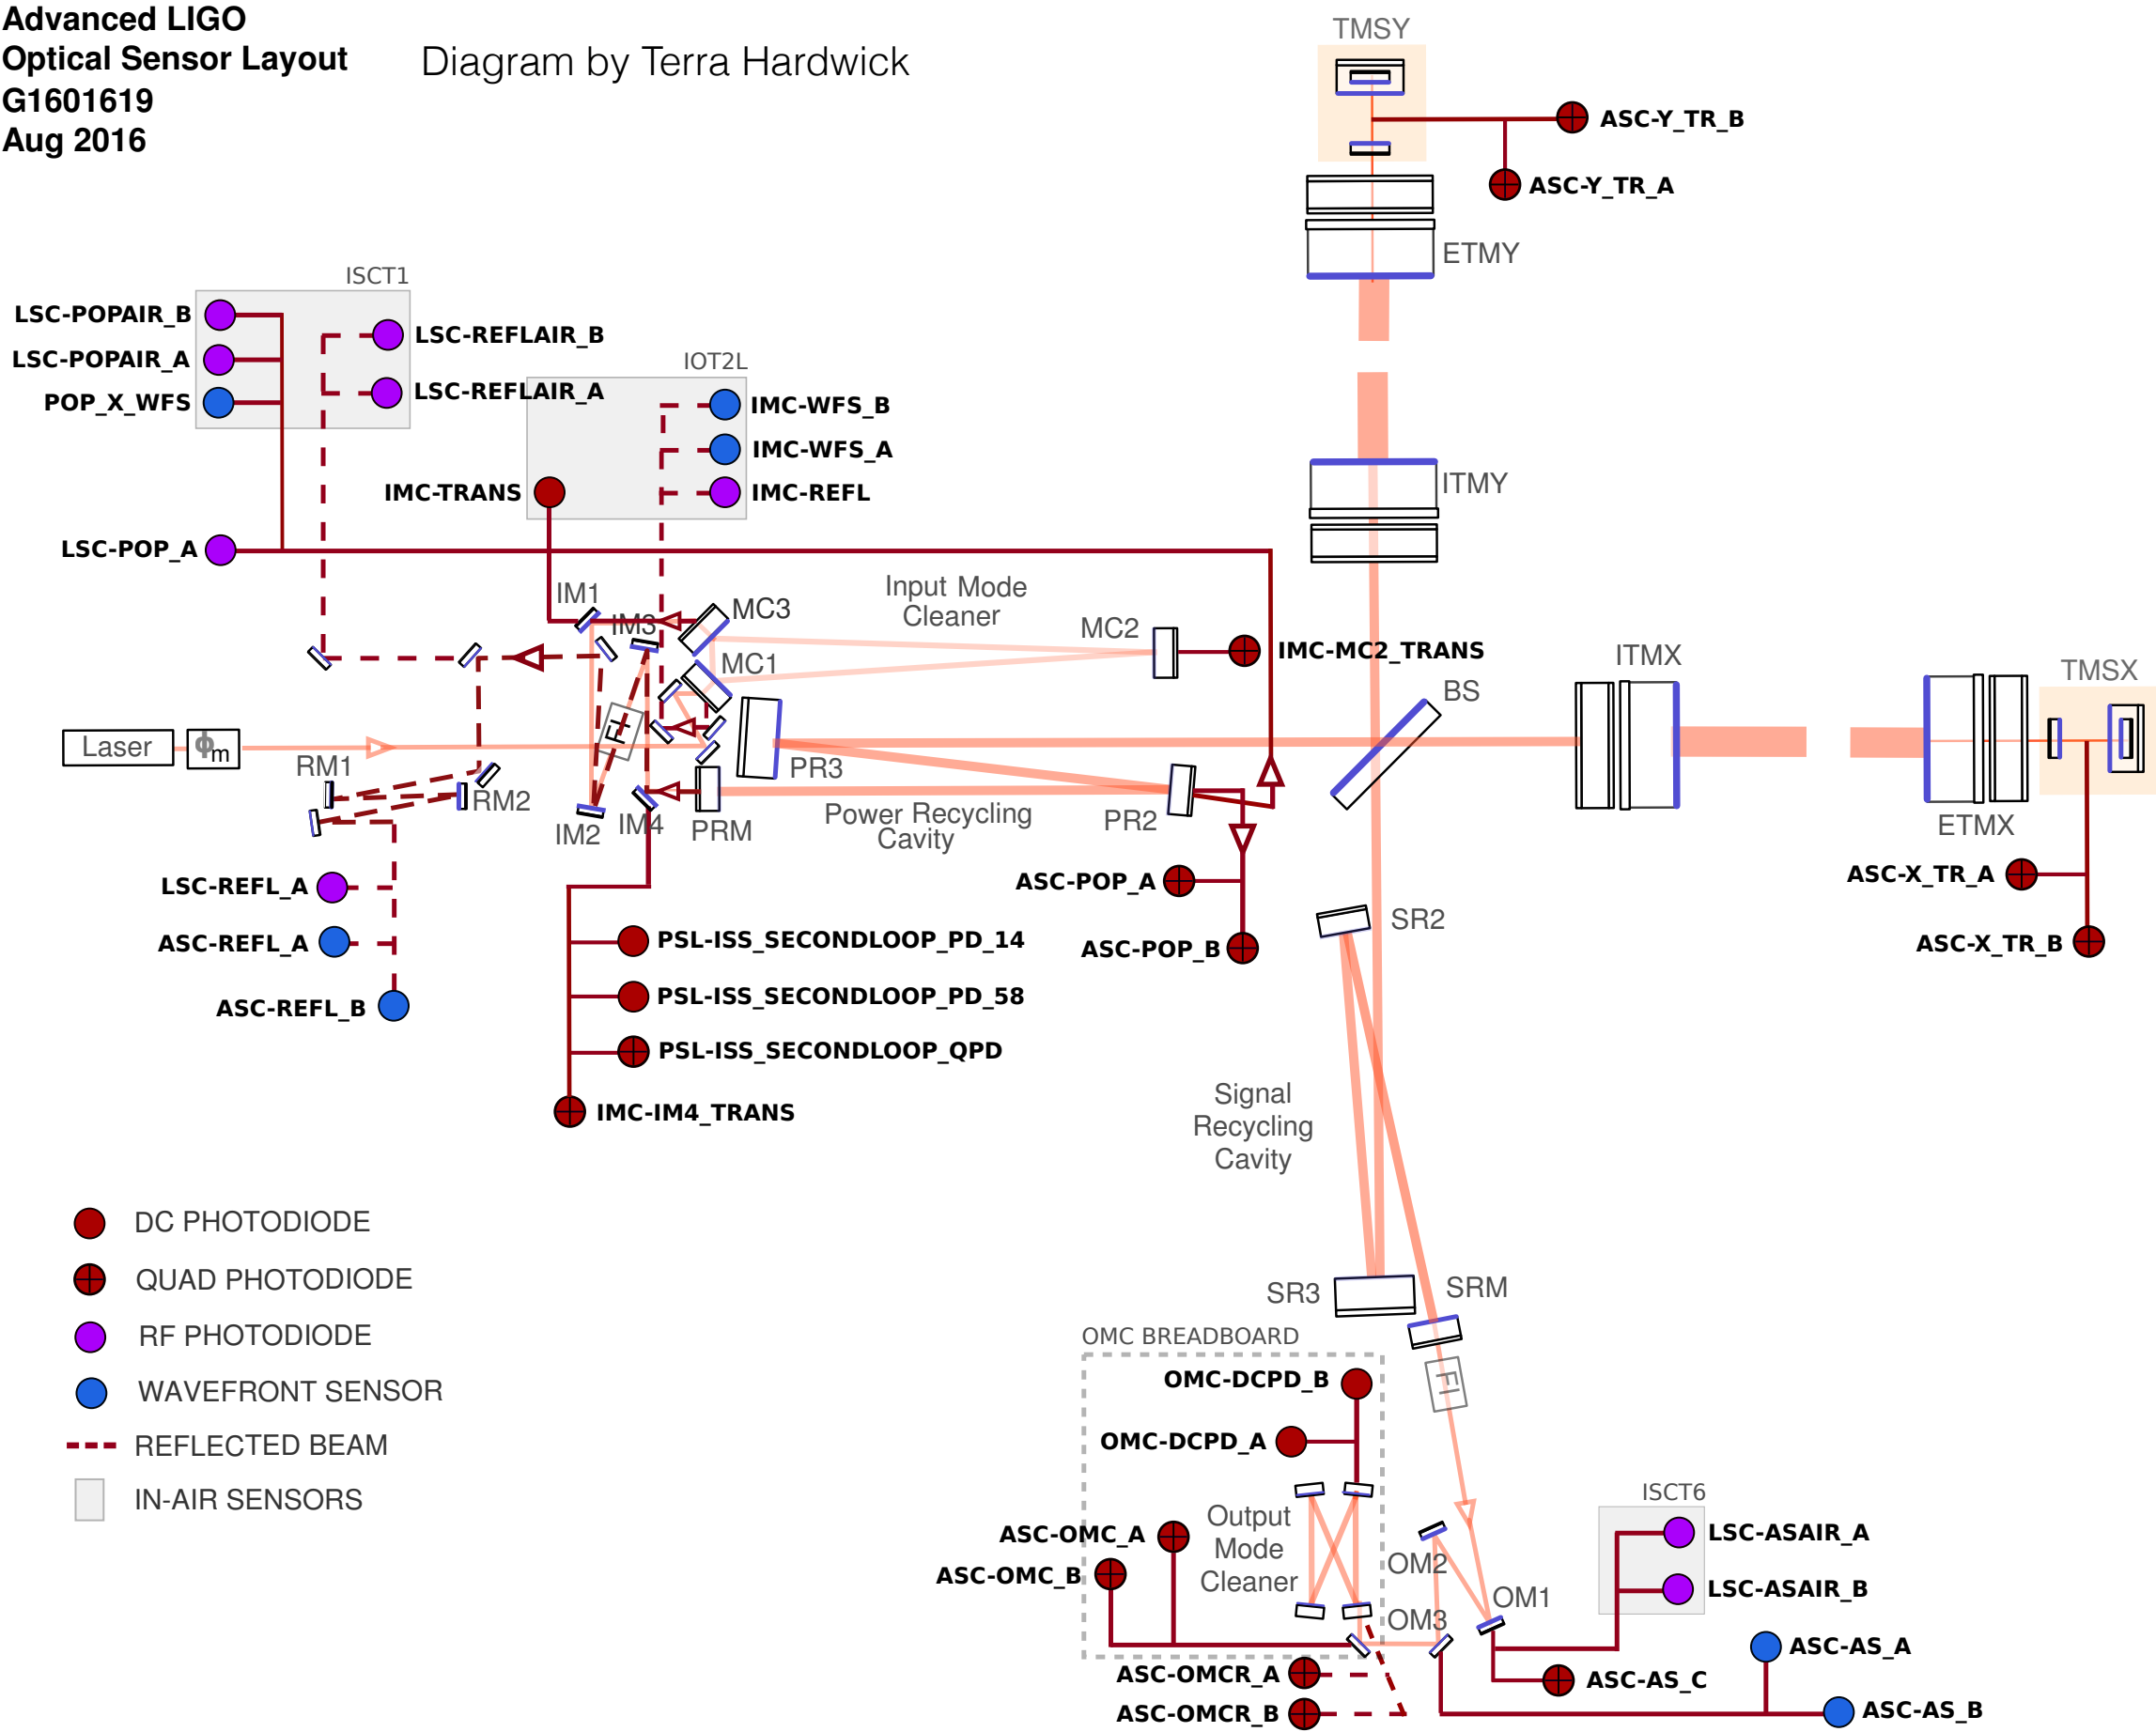 Advanced LIGO
Optical Sensor Layout
G1601619
Aug 2016
Diagram by Terra Hardwick
TMSY
ASC-Y_TR_B
ASC-Y_TR_A
ETMY
ISCT1
LSC-POPAIR_B
LSC-POPAIR_A
POP_X_WFS
LSC-REFLAIR_B
LSC-REFLAIR_A
IOT2L
IMC-WFS_B
IMC-WFS_A
IMC-REFL
IMC-TRANS
LSC-POP_A
ITMY
IM1
IM3
MC3
Input Mode
Cleaner
MC2
IMC-MC2_TRANS
MC1
ITMX
BS
TMSX
Laser
ϕm
FI
RM1
RM2
PR3
IM2
IM4
PRM
Power Recycling
Cavity
PR2
ETMX
ASC-X_TR_A
ASC-X_TR_B
ASC-POP_A
ASC-POP_B
LSC-REFL_A
ASC-REFL_A
ASC-REFL_B
PSL-ISS_SECONDLOOP_PD_14
PSL-ISS_SECONDLOOP_PD_58
PSL-ISS_SECONDLOOP_QPD
IMC-IM4_TRANS
SR2
Signal
Recycling
Cavity
SR3
SRM
FI
DC PHOTODIODE
QUAD PHOTODIODE
RF PHOTODIODE
WAVEFRONT SENSOR
REFLECTED BEAM
IN-AIR SENSORS
OMC BREADBOARD
OMC-DCPD_B
OMC-DCPD_A
ASC-OMC_A
ASC-OMC_B
Output
Mode
Cleaner
OM2
OM1
OM3
ISCT6
LSC-ASAIR_A
LSC-ASAIR_B
ASC-AS_A
ASC-AS_C
ASC-AS_B
ASC-OMCR_A
ASC-OMCR_B